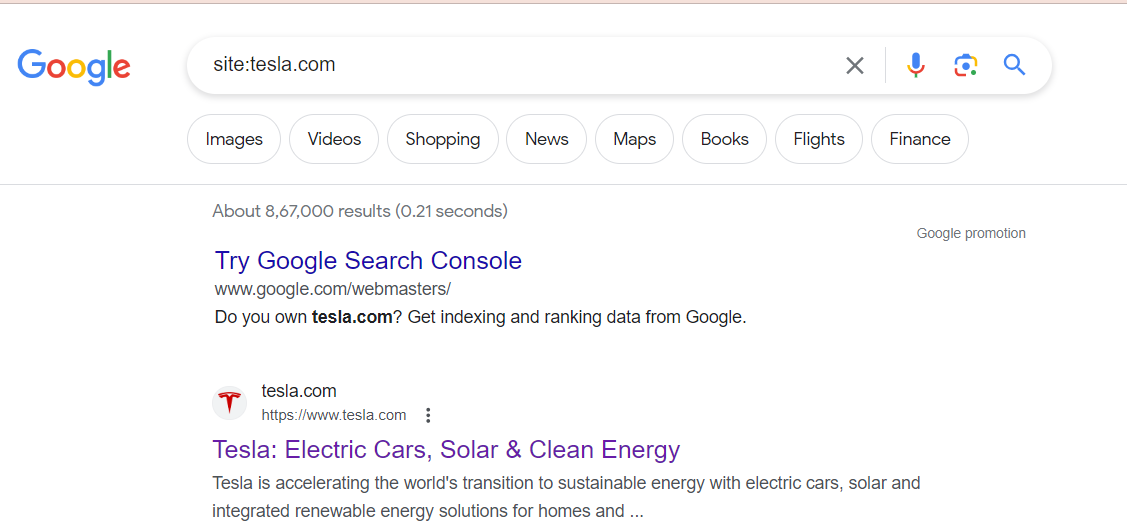 Google
site:tesla.com
Images Videos Shopping News Maps Books Flights Finance
About 8,67,000 results (0.21 seconds)
Google promotion
Try Google Search Console
www.google.com/webmasters/
Do you own tesla.com? Get indexing and ranking data from Google.
tesla.com
https://www.tesla.com
Tesla: Electric Cars, Solar & Clean Energy
Tesla is accelerating the world's transition to sustainable energy with electric cars, solar and
integrated renewable energy solutions for homes and ...